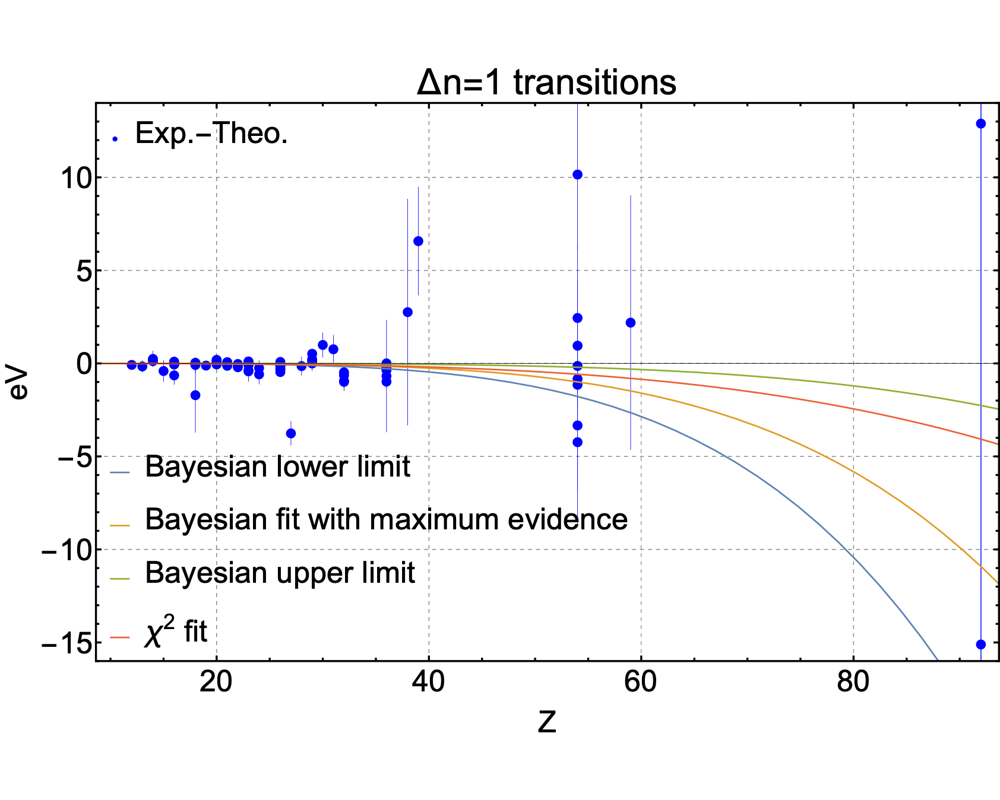 Δn=1 transitions
Exp.−Theo.
10
5
0
−5
−10
−15
eV
Bayesian lower limit
Bayesian fit with maximum evidence
Bayesian upper limit
χ² fit
20 40 60 80
Z